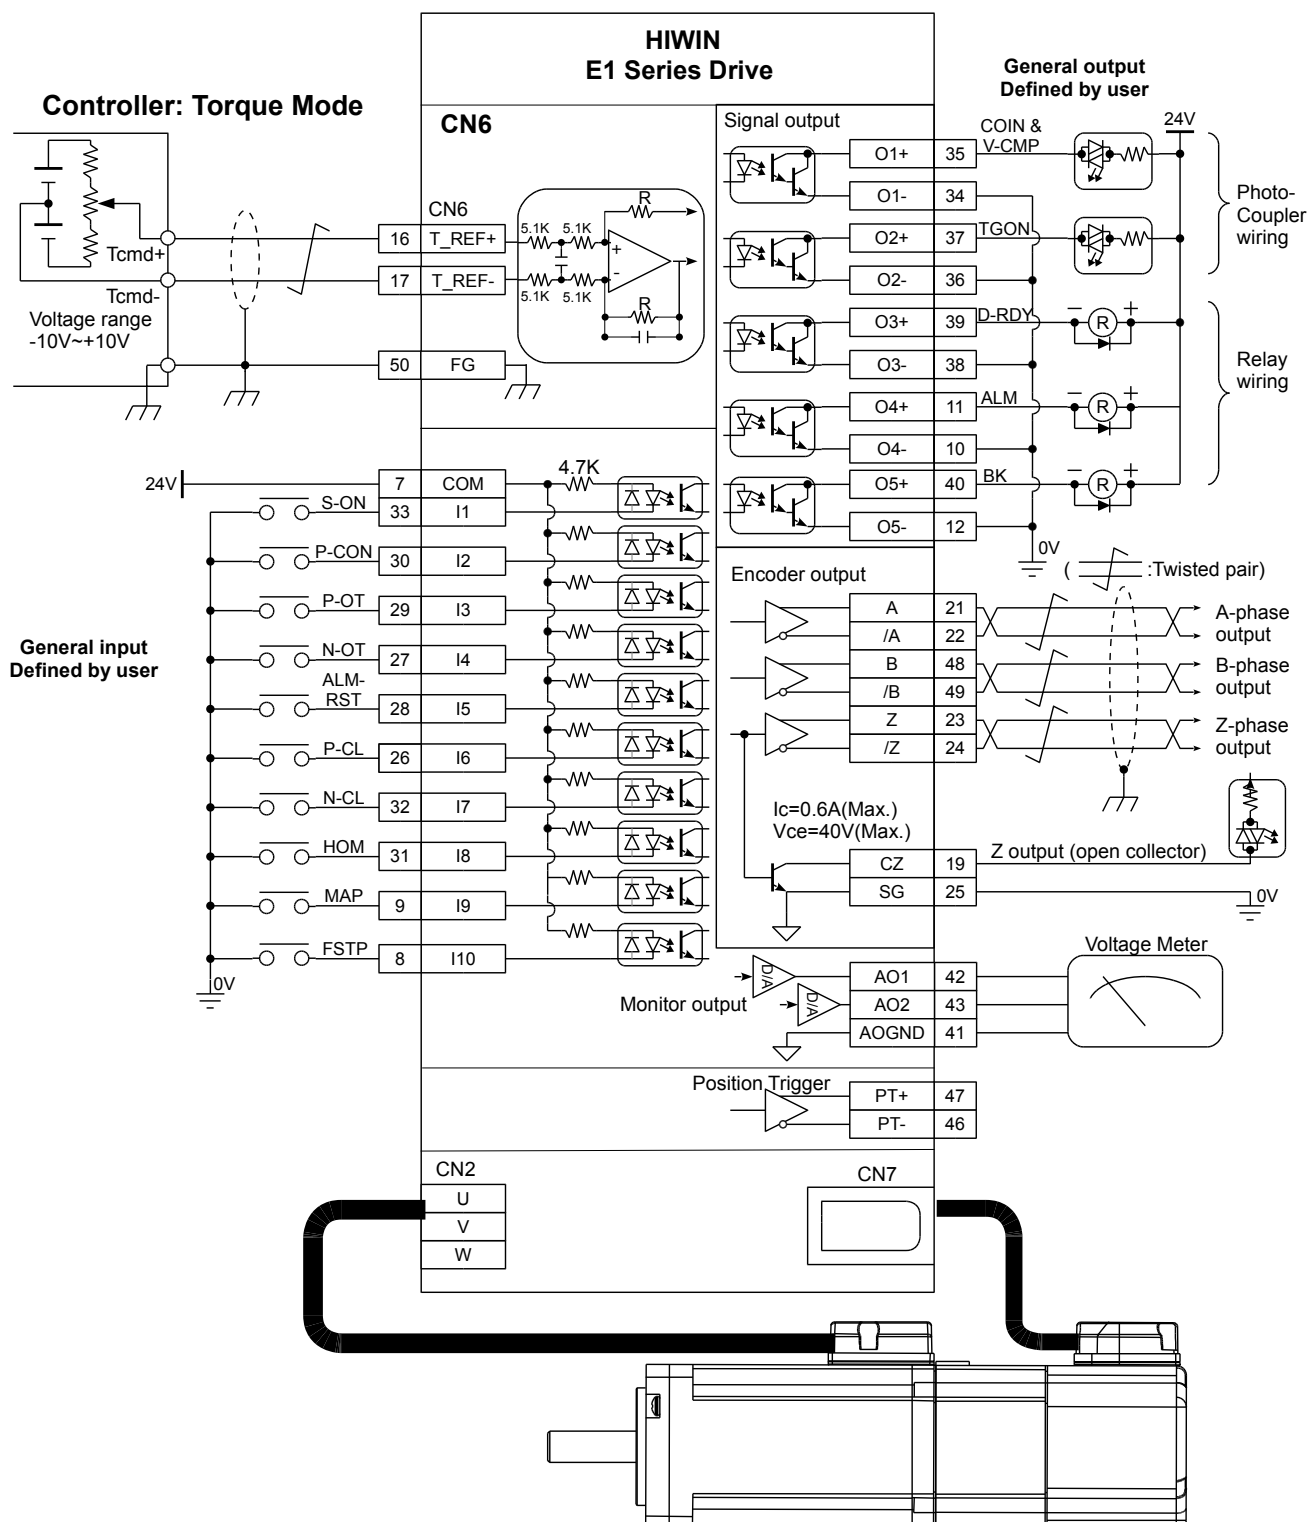 HIWIN
E1 Series Drive
Controller: Torque Mode
CN6
Signal output
General output
Defined by user
COIN &
V-CMP
24V
O1+ 35
O1- 34
O2+ 37 TGON
O2- 36
O3+ 39 D-RDY
O3- 38
O4+ 11 ALM
O4- 10
O5+ 40 BK
O5- 12
- R +
- R +
- R +
0V
Photo-
Coupler
wiring
Relay
wiring
Tcmd+
Tcmd-
Voltage range
-10V~+10V
CN6
16 T_REF+
17 T_REF-
50 FG
5.1K 5.1K
5.1K 5.1K
R
+
-
R
24V
7 COM
4.7K
S-ON 33 I1
P-CON 30 I2
P-OT 29 I3
N-OT 27 I4
ALM-
RST 28 I5
P-CL 26 I6
N-CL 32 I7
HOM 31 I8
MAP 9 I9
FSTP 8 I10
0V
General input
Defined by user
( :Twisted pair)
Encoder output
A 21
/A 22
B 48
/B 49
Z 23
/Z 24
A-phase
output
B-phase
output
Z-phase
output
Ic=0.6A(Max.)
Vce=40V(Max.)
CZ 19 Z output (open collector)
SG 25
0V
Voltage Meter
Monitor output
D/A
D/A
AO1 42
AO2 43
AOGND 41
Position Trigger
PT+ 47
PT- 46
CN2
U
V
W
CN7